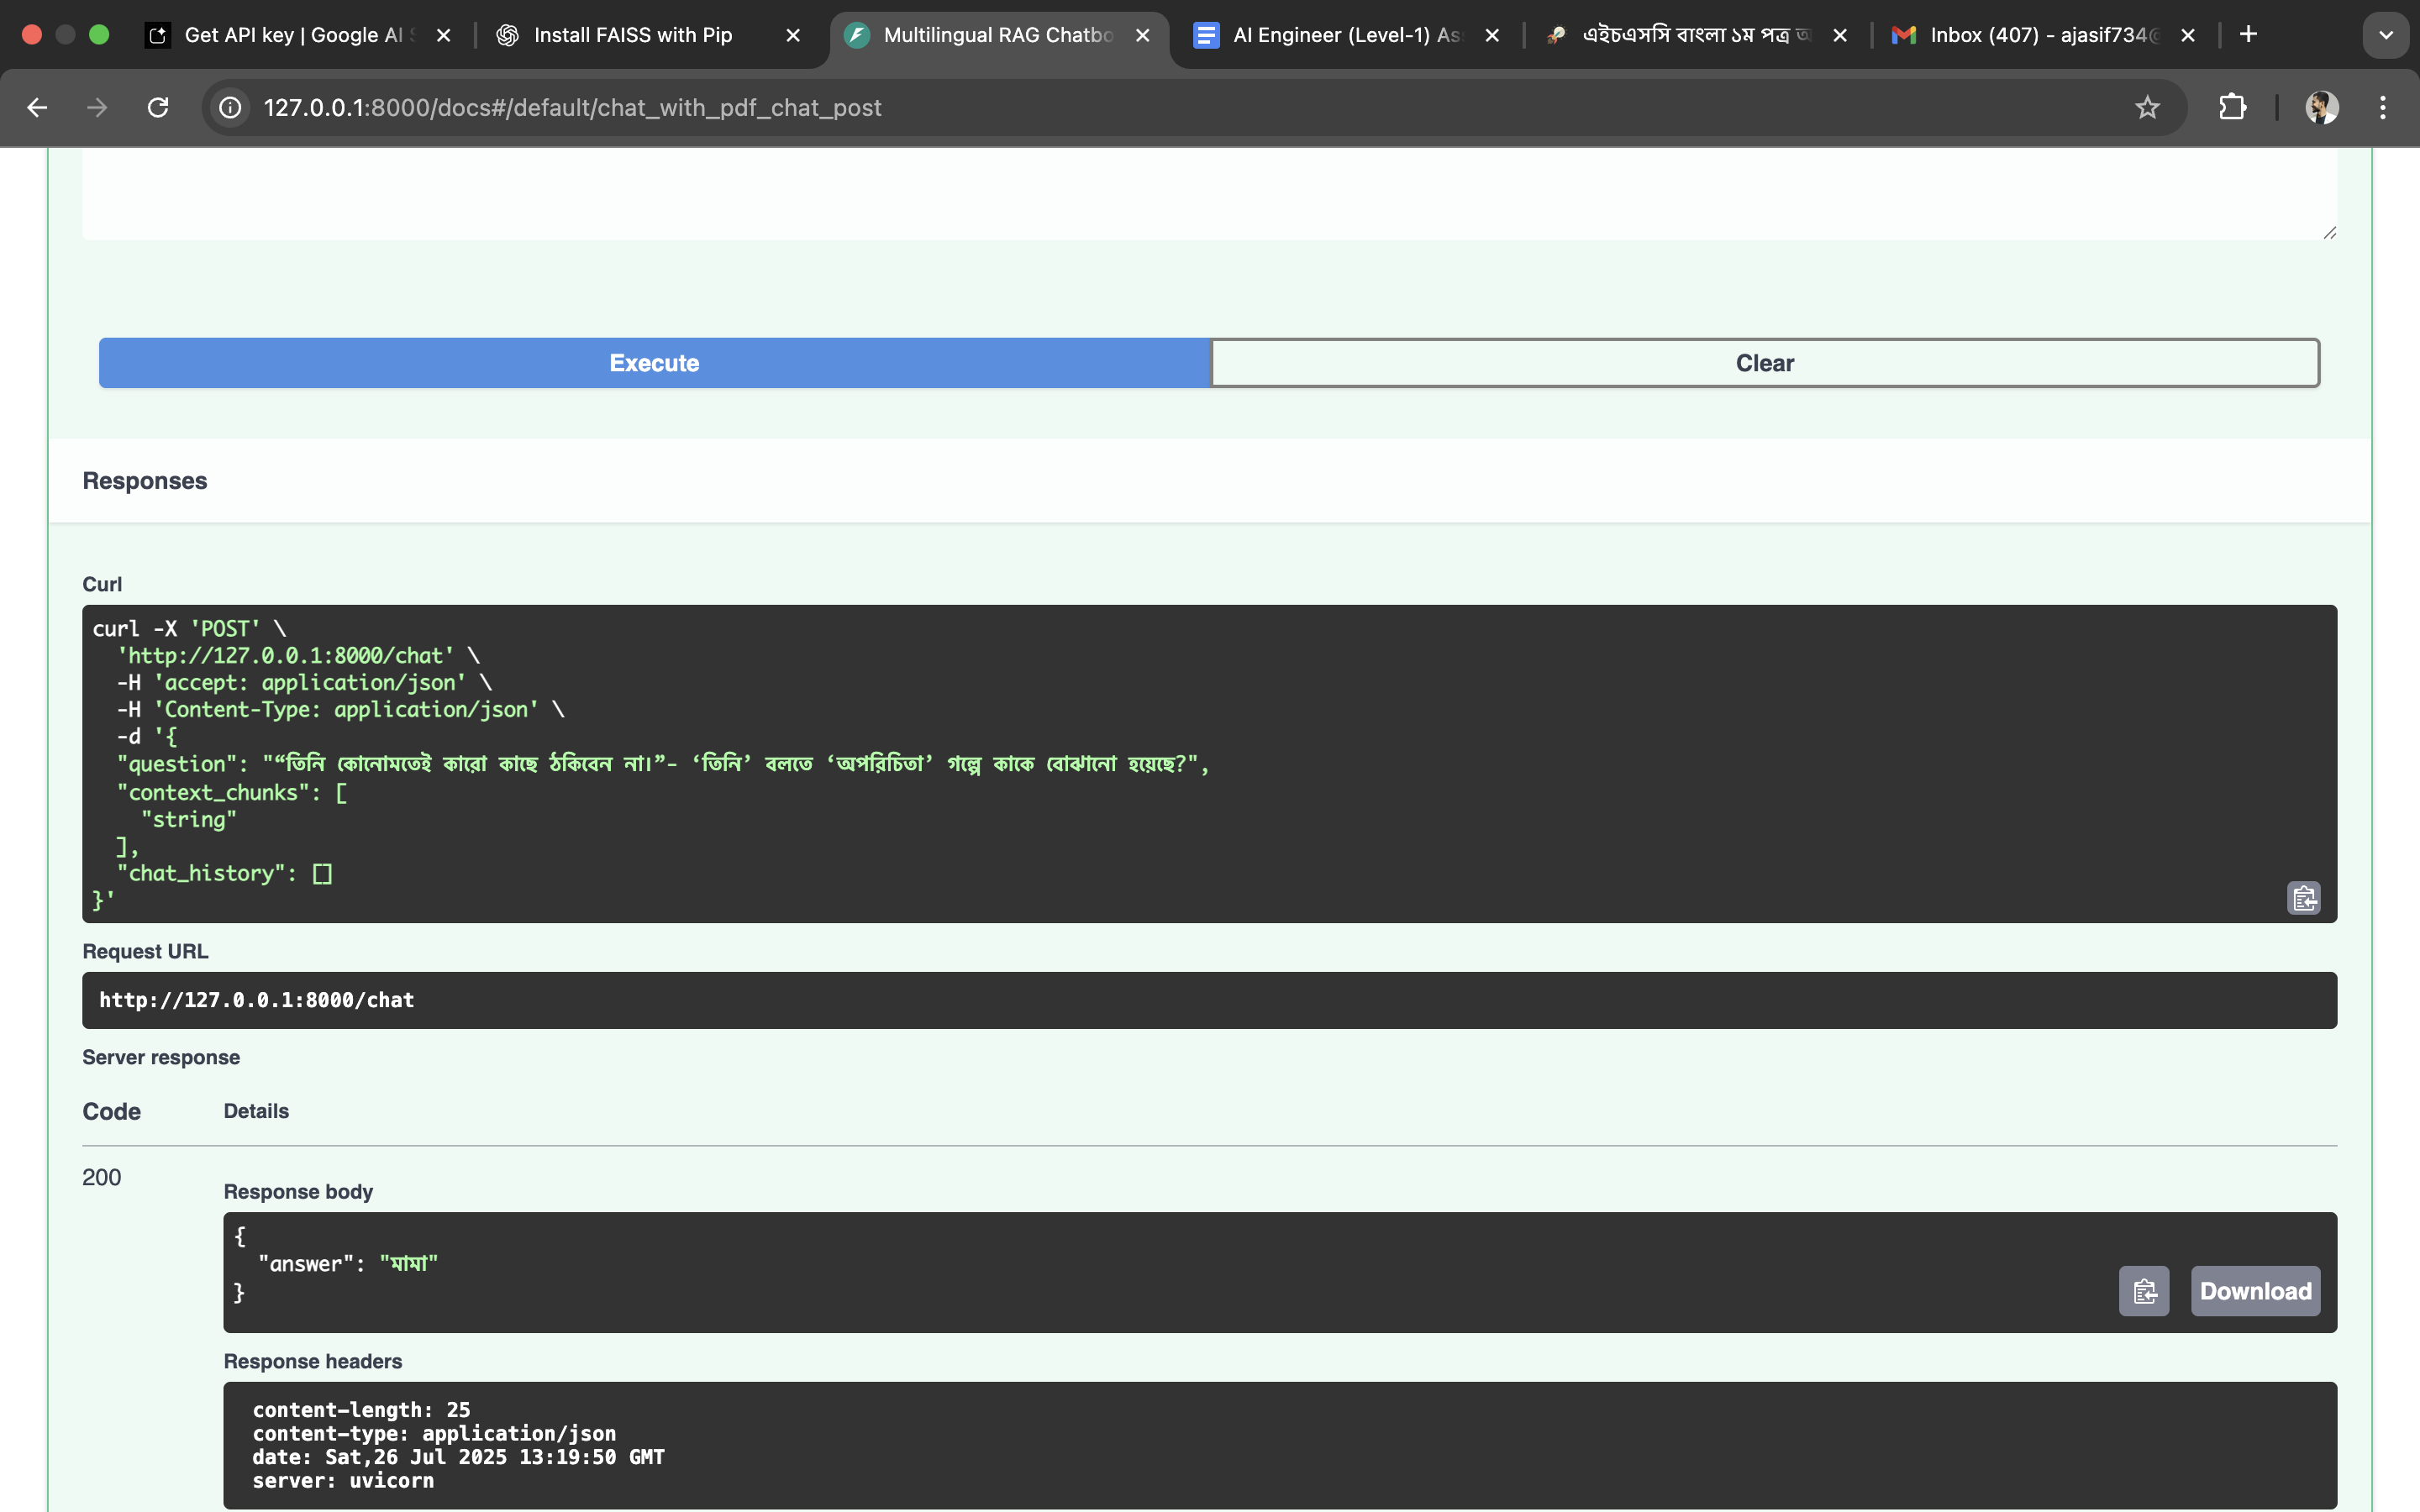 Get API key | Google AI S
Install FAISS with Pip
Multilingual RAG Chatbo
AI Engineer (Level-1) As
এইচএসসি বাংলা ১ম পত্র অ
Inbox (407) - ajasif734@
127.0.0.1:8000/docs#/default/chat_with_pdf_chat_post
Execute
Clear
Responses
Curl
curl -X 'POST' \
'http://127.0.0.1:8000/chat' \
-H 'accept: application/json' \
-H 'Content-Type: application/json' \
-d '{
"question": "“তিনি কোনোমতেই কারো কাছে ঠকিবেন না।”- ‘তিনি’ বলতে ‘অপরিচিতা’ গল্পে কাকে বোঝানো হয়েছে?",
"context_chunks": [
"string"
],
"chat_history": []
}'
Request URL
http://127.0.0.1:8000/chat
Server response
Code
Details
200
Response body
{
"answer": "মামা"
}
Download
Response headers
content-length: 25
content-type: application/json
date: Sat,26 Jul 2025 13:19:50 GMT
server: uvicorn